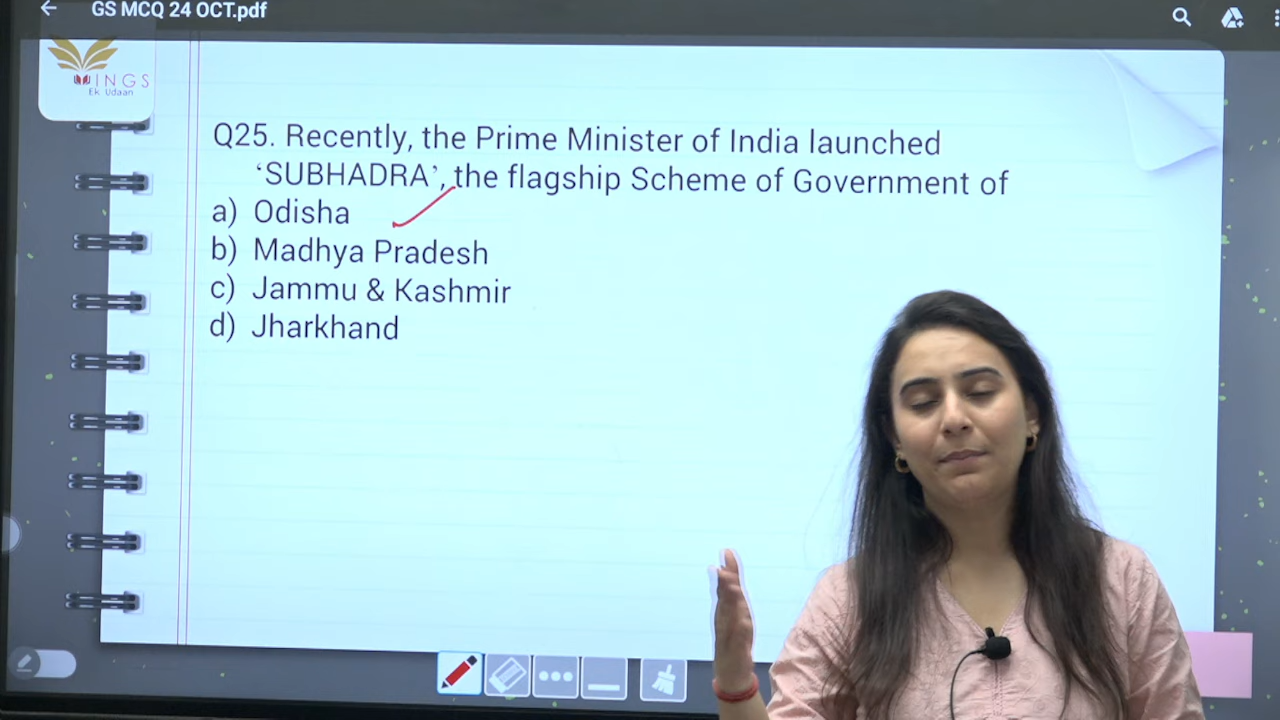 GS MCQ 24 OCT.pdf
WINGS
Ek Udaan
Q25. Recently, the Prime Minister of India launched
‘SUBHADRA’, the flagship Scheme of Government of
a) Odisha
b) Madhya Pradesh
c) Jammu & Kashmir
d) Jharkhand